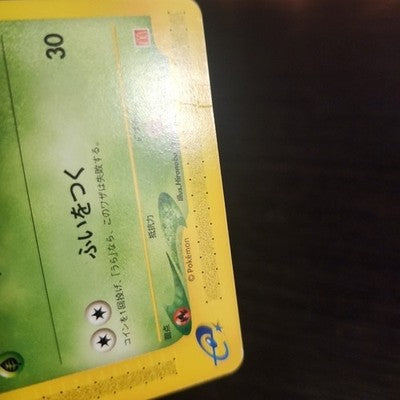 ふいをつく 30
コインを1回投げ、「うら」なら、このワザは失敗する。
弱点 抵抗力
©Pokémon Illus.Hironobu
e